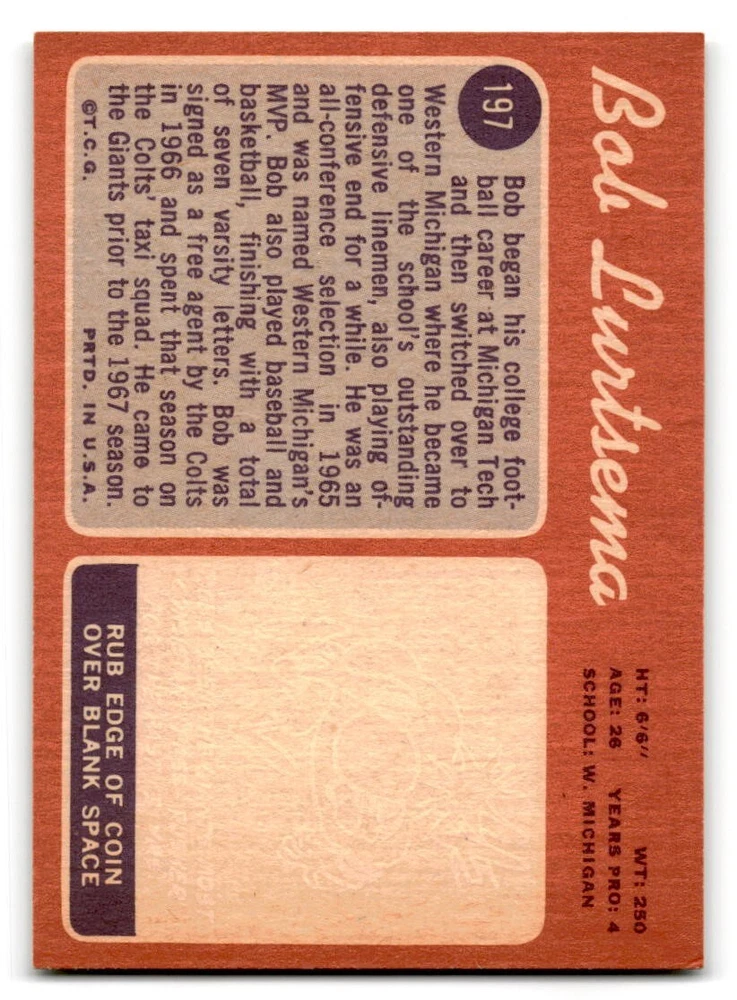 Bob Lurtsema
HT: 6'6" WT: 250
AGE: 26 YEARS PRO: 4
SCHOOL: W. MICHIGAN
197
Bob began his college foot-
ball career at Michigan Tech
and then switched over to
Western Michigan where he became
one of the school's outstanding
defensive linemen, also playing of-
fensive end for a while. He was an
all-conference selection in 1965
and was named Western Michigan's
MVP. Bob also played baseball and
basketball, finishing with a total
of seven varsity letters. Bob was
signed as a free agent by the Colts
in 1966 and spent that season on
the Colts' taxi squad. He came to
the Giants prior to the 1967 season.
©T.C.G. PRTD. IN U.S.A.
RUB EDGE OF COIN
OVER BLANK SPACE